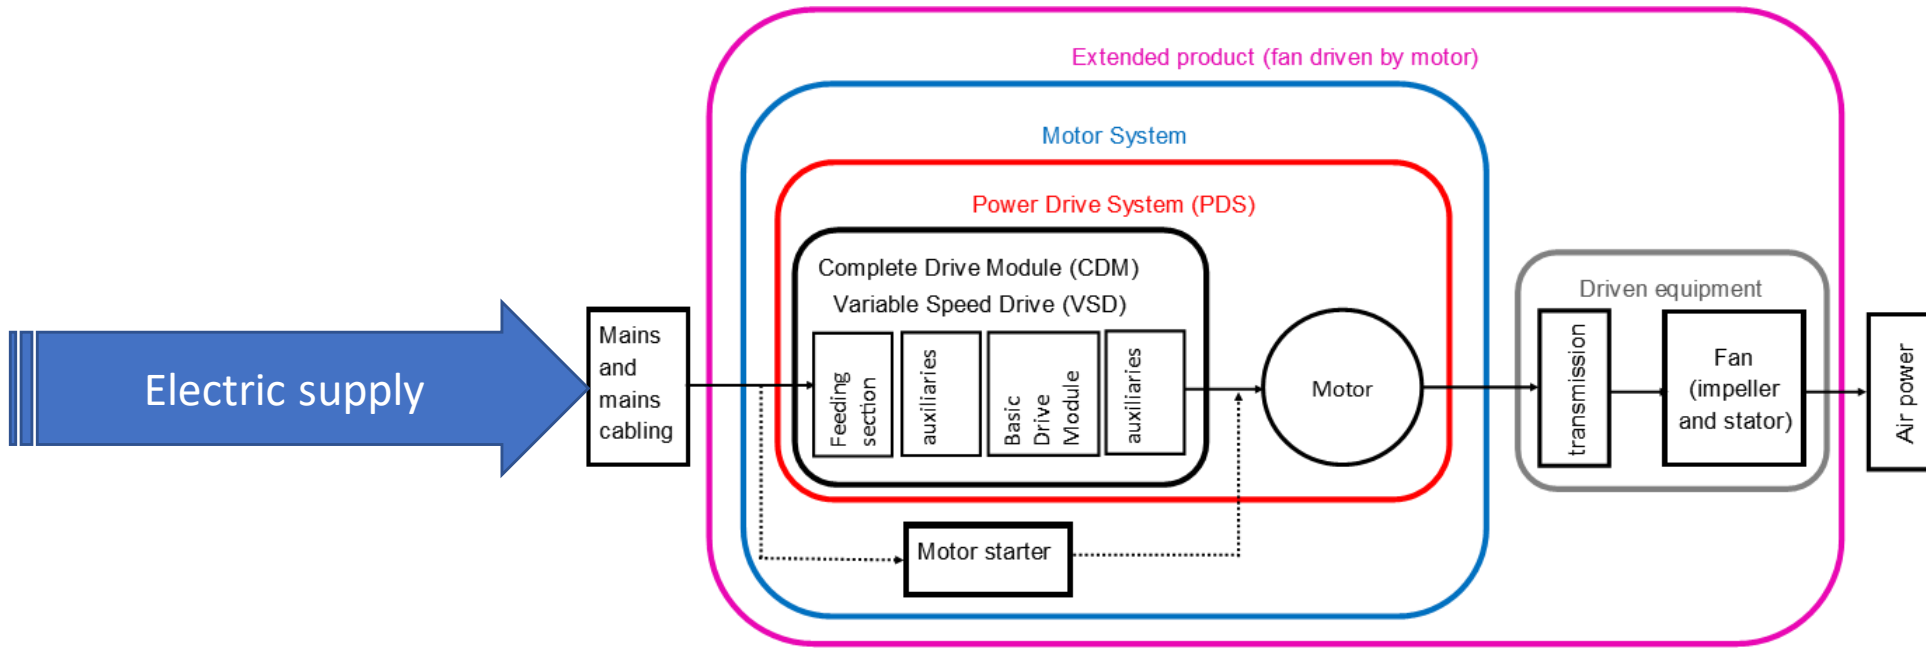 Extended product (fan driven by motor)
Motor System
Power Drive System (PDS)
Complete Drive Module (CDM)
Variable Speed Drive (VSD)
Electric supply
Mains
and
mains
cabling
Feeding
section
auxiliaries
Basic
Drive
Module
auxiliaries
Motor
Motor starter
Driven equipment
transmission
Fan
(impeller
and stator)
Air power